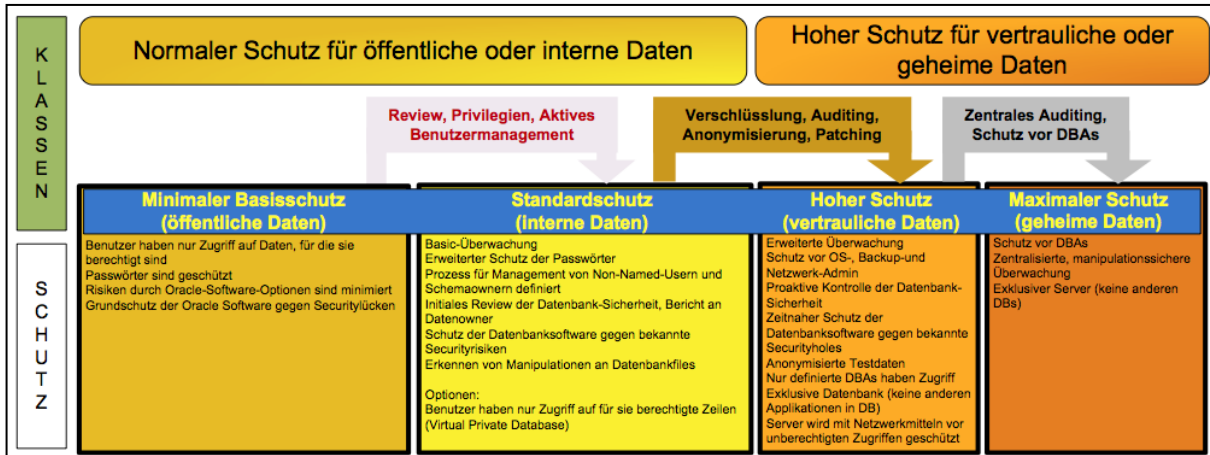 KLASSEN
Normaler Schutz für öffentliche oder interne Daten
Hoher Schutz für vertrauliche oder
geheime Daten
Review, Privilegien, Aktives
Benutzermanagement
Verschlüsslung, Auditing,
Anonymisierung, Patching
Zentrales Auditing,
Schutz vor DBAs
SCHUTZ
Minimaler Basisschutz
(öffentliche Daten)
Benutzer haben nur Zugriff auf Daten, für die sie
berechtigt sind
Passwörter sind geschützt
Risiken durch Oracle-Software-Optionen sind minimiert
Grundschutz der Oracle Software gegen Securitylücken
Standardschutz
(interne Daten)
Basic-Überwachung
Erweiterter Schutz der Passwörter
Prozess für Management von Non-Named-Usern und
Schemaownern definiert
Initiales Review der Datenbank-Sicherheit, Bericht an
Datenowner
Schutz der Datenbanksoftware gegen bekannte
Securityrisiken
Erkennen von Manipulationen an Datenbankfiles
Optionen:
Benutzer haben nur Zugriff auf für sie berechtigte Zeilen
(Virtual Private Database)
Hoher Schutz
(vertrauliche Daten)
Erweiterte Überwachung
Schutz vor OS-, Backup-und
Netzwerk-Admin
Proaktive Kontrolle der Datenbank-
Sicherheit
Zeitnaher Schutz der
Datenbanksoftware gegen bekannte
Securityholes
Anonymisierte Testdaten
Nur definierte DBAs haben Zugriff
Exklusive Datenbank (keine anderen
Applikationen in DB)
Server wird mit Netzwerkmitteln vor
unberechtigten Zugriffen geschützt
Maximaler Schutz
(geheime Daten)
Schutz vor DBAs
Zentralisierte, manipulationssichere
Überwachung
Exklusiver Server (keine anderen
DBs)